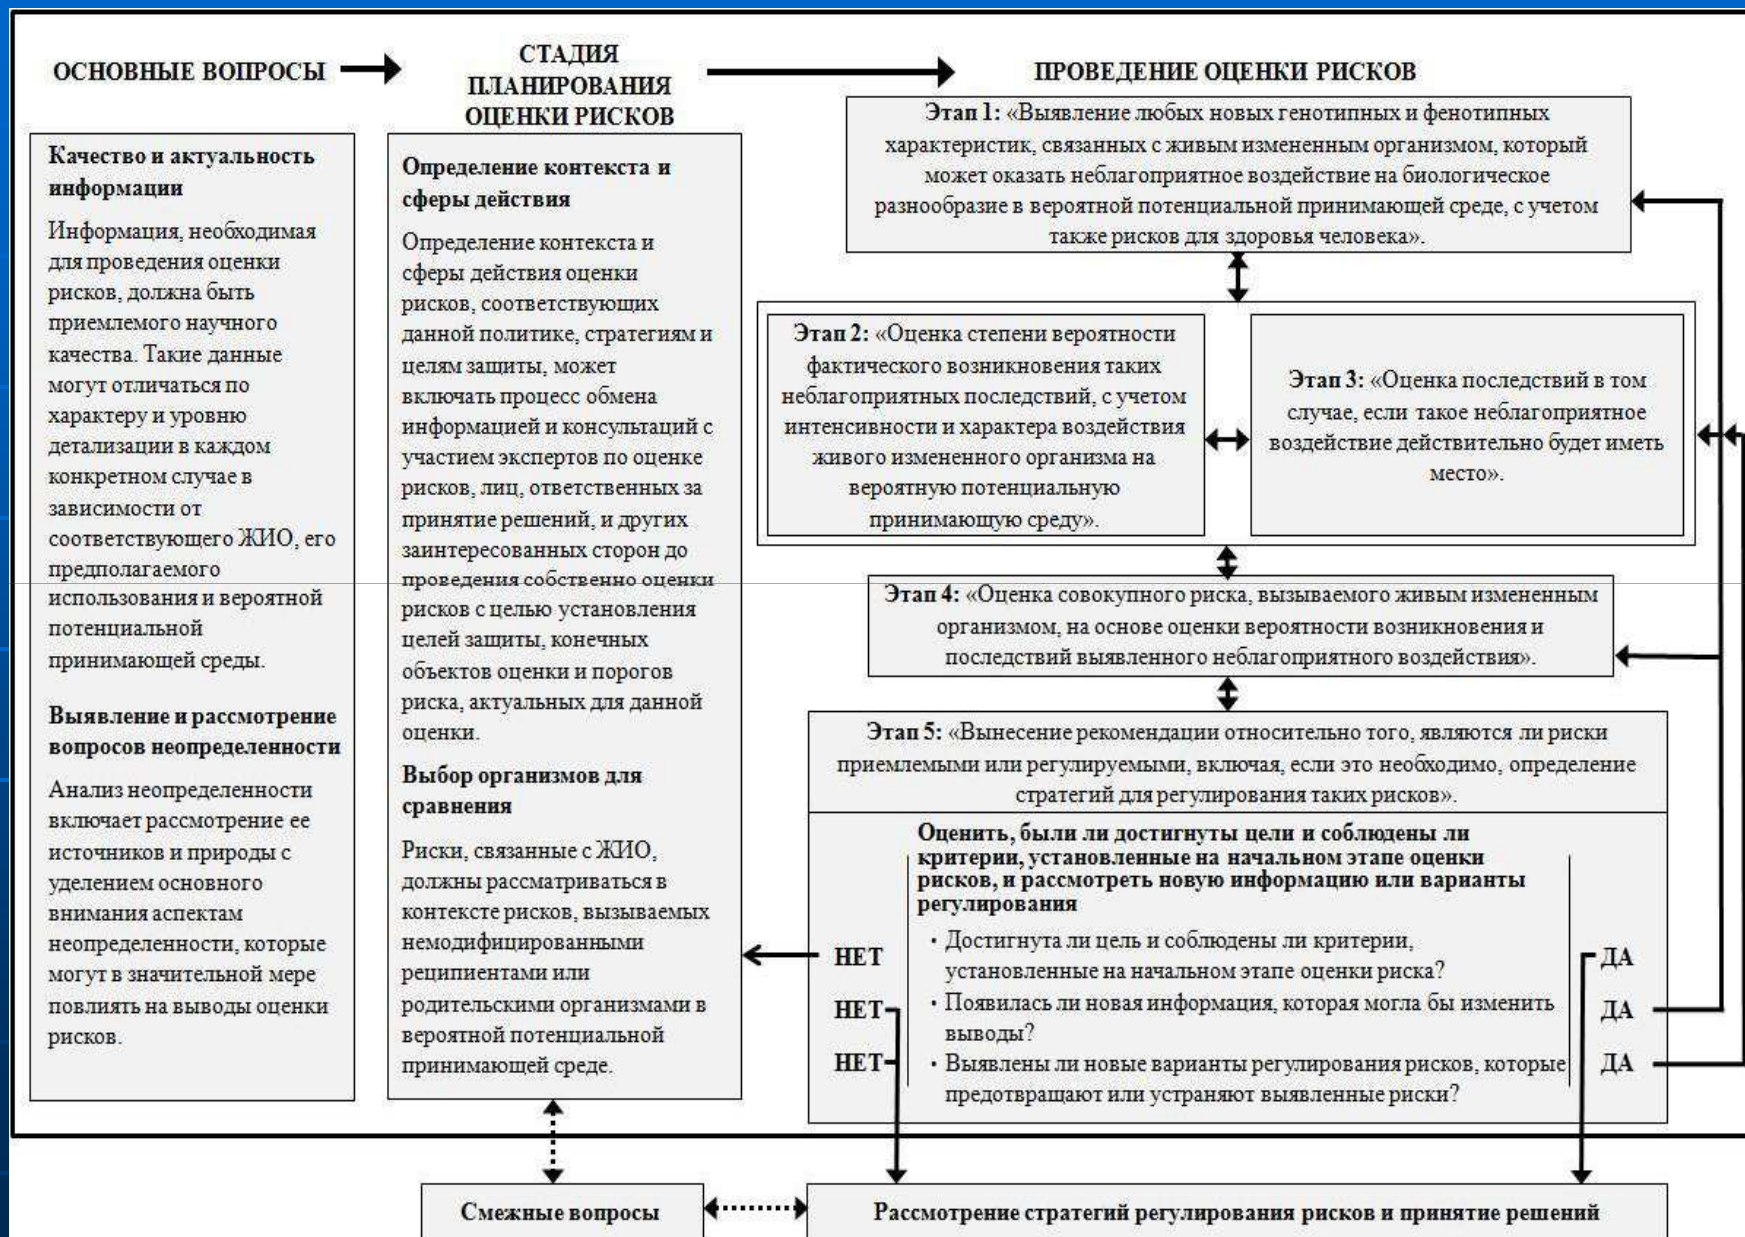 ОСНОВНЫЕ ВОПРОСЫ
СТАДИЯ
ПЛАНИРОВАНИЯ
ОЦЕНКИ РИСКОВ
ПРОВЕДЕНИЕ ОЦЕНКИ РИСКОВ
Качество и актуальность
информации
Информация, необходимая
для проведения оценки
рисков, должна быть
приемлемого научного
качества. Такие данные
могут отличаться по
характеру и уровню
детализации в каждом
конкретном случае в
зависимости от
соответствующего ЖИО, его
предполагаемого
использования и вероятной
потенциальной
принимающей среды.
Выявление и рассмотрение
вопросов неопределенности
Анализ неопределенности
включает рассмотрение ее
источников и природы с
уделением основного
внимания аспектам
неопределенности, которые
могут в значительной мере
повлиять на выводы оценки
рисков.
Определение контекста и
сферы действия
Определение контекста и
сферы действия оценки
рисков, соответствующих
данной политике, стратегиям и
целям защиты, может
включать процесс обмена
информацией и консультаций с
участием экспертов по оценке
рисков, лиц, ответственных за
принятие решений, и других
заинтересованных сторон до
проведения собственно оценки
рисков с целью установления
целей защиты, конечных
объектов оценки и порогов
риска, актуальных для данной
оценки.
Выбор организмов для
сравнения
Риски, связанные с ЖИО,
должны рассматриваться в
контексте рисков, вызываемых
немодифицированными
реципиентами или
родительскими организмами в
вероятной потенциальной
принимающей среде.
Этап 1: «Выявление любых новых генотипных и фенотипных
характеристик, связанных с живым измененным организмом, который
может оказать неблагоприятное воздействие на биологическое
разнообразие в вероятной потенциальной принимающей среде, с учетом
также рисков для здоровья человека».
Этап 2: «Оценка степени вероятности
фактического возникновения таких
неблагоприятных последствий, с учетом
интенсивности и характера воздействия
живого измененного организма на
вероятную потенциальную
принимающую среду».
Этап 3: «Оценка последствий в том
случае, если такое неблагоприятное
воздействие действительно будет иметь
место».
Этап 4: «Оценка совокупного риска, вызываемого живым измененным
организмом, на основе оценки вероятности возникновения и
последствий выявленного неблагоприятного воздействия».
Этап 5: «Вынесение рекомендации относительно того, являются ли риски
приемлемыми или регулируемыми, включая, если это необходимо, определение
стратегий для регулирования таких рисков».
Оценить, были ли достигнуты цели и соблюдены ли
критерии, установленные на начальном этапе оценки
рисков, и рассмотреть новую информацию или варианты
регулирования
НЕТ
• Достигнута ли цель и соблюдены ли критерии,
установленные на начальном этапе оценки риска?
ДА
НЕТ
• Появилась ли новая информация, которая могла бы изменить
выводы?
ДА
НЕТ
• Выявлены ли новые варианты регулирования рисков, которые
предотвращают или устраняют выявленные риски?
ДА
Смежные вопросы
Рассмотрение стратегий регулирования рисков и принятие решений